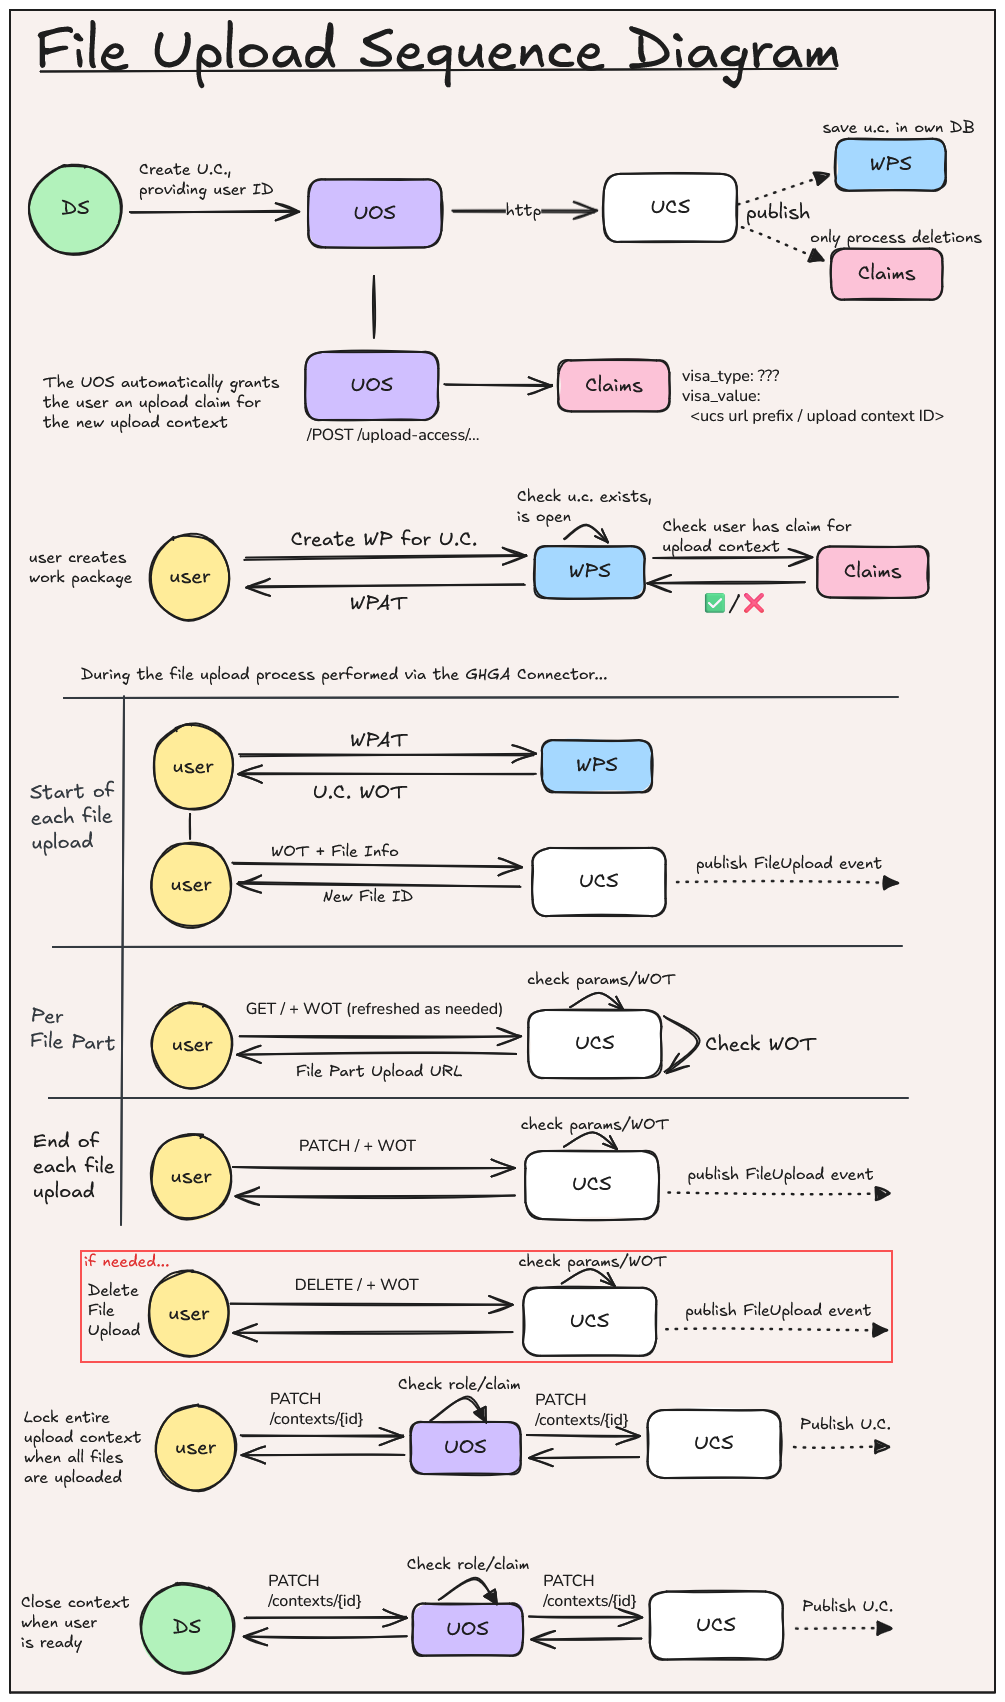 File Upload Sequence Diagram
save u.c. in own DB
WPS
Create U.C.,
providing user ID
DS
UOS
http
UCS
publish
only process deletions
Claims
The UOS automatically grants
the user an upload claim for
the new upload context
UOS
/POST /upload-access/...
Claims
visa_type: ???
visa_value:
<ucs url prefix / upload context ID>
Check u.c. exists,
is open
user creates
work package
user
Create WP for U.C.
WPAT
WPS
Check user has claim for
upload context
✅ / ❌
Claims
During the file upload process performed via the GHGA Connector...
Start of
each file
upload
user
WPAT
U.C. WOT
WPS
user
WOT + File Info
New File ID
UCS
publish FileUpload event
Per
File Part
user
GET / + WOT (refreshed as needed)
File Part Upload URL
check params/WOT
UCS
Check WOT
End of
each file
upload
user
PATCH / + WOT
check params/WOT
UCS
publish FileUpload event
if needed...
Delete
File
Upload
user
DELETE / + WOT
check params/WOT
UCS
publish FileUpload event
Lock entire
upload context
when all files
are uploaded
user
PATCH
/contexts/{id}
Check role/claim
UOS
PATCH
/contexts/{id}
UCS
Publish U.C.
Close context
when user
is ready
DS
PATCH
/contexts/{id}
Check role/claim
UOS
PATCH
/contexts/{id}
UCS
Publish U.C.